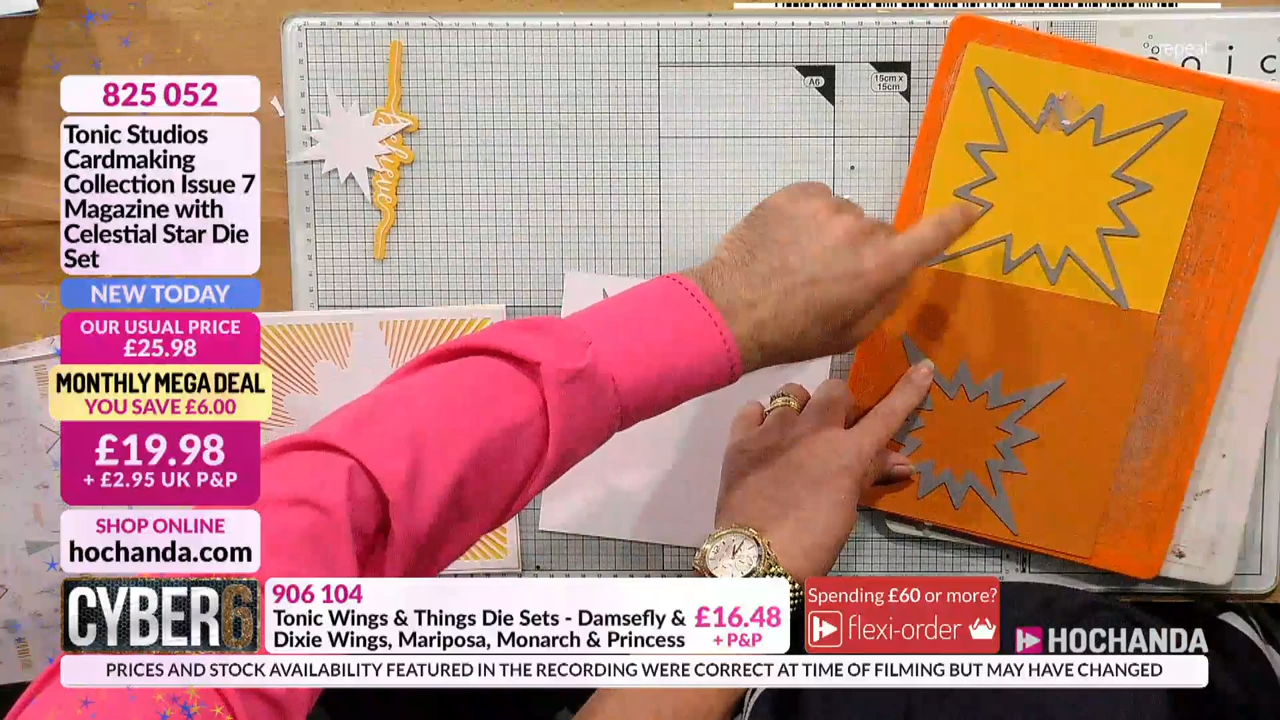 repeat
onic
A6
15cm x
15cm
achieve
825 052
Tonic Studios
Cardmaking
Collection Issue 7
Magazine with
Celestial Star Die
Set
NEW TODAY
OUR USUAL PRICE
£25.98
MONTHLY MEGA DEAL
YOU SAVE £6.00
£19.98
+ £2.95 UK P&P
SHOP ONLINE
hochanda.com
CYBER6
906 104
Tonic Wings & Things Die Sets - Damsefly &
Dixie Wings, Mariposa, Monarch & Princess
£16.48
+ P&P
Spending £60 or more?
flexi-order
HOCHANDA
PRICES AND STOCK AVAILABILITY FEATURED IN THE RECORDING WERE CORRECT AT TIME OF FILMING BUT MAY HAVE CHANGED